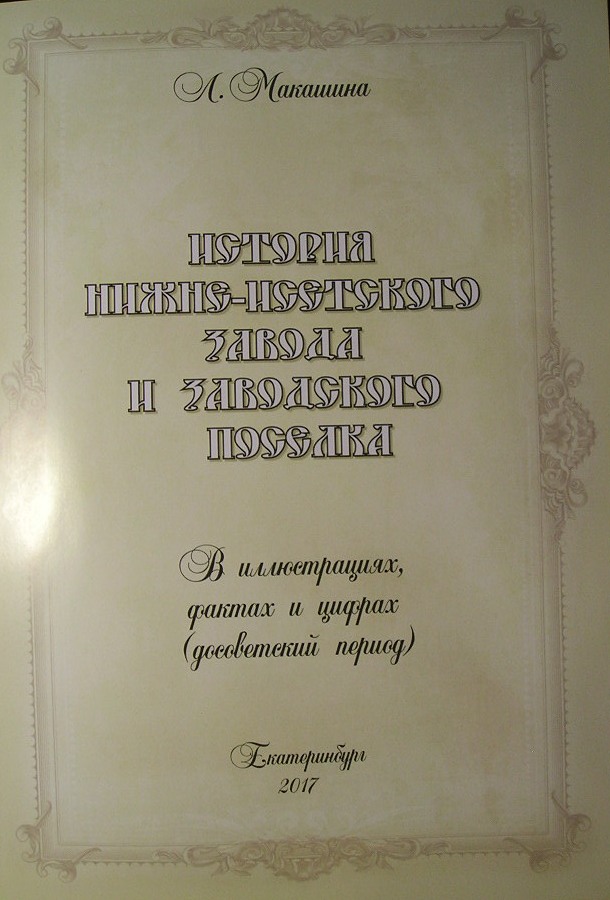 Л. Макашина
ИСТОРИЯ
НИЖНЕ-ИСЕТСКОГО
ЗАВОДА
И ЗАВОДСКОГО
ПОСЕЛКА
В иллюстрациях,
фактах и цифрах
(досоветский период)
Екатеринбург
2017